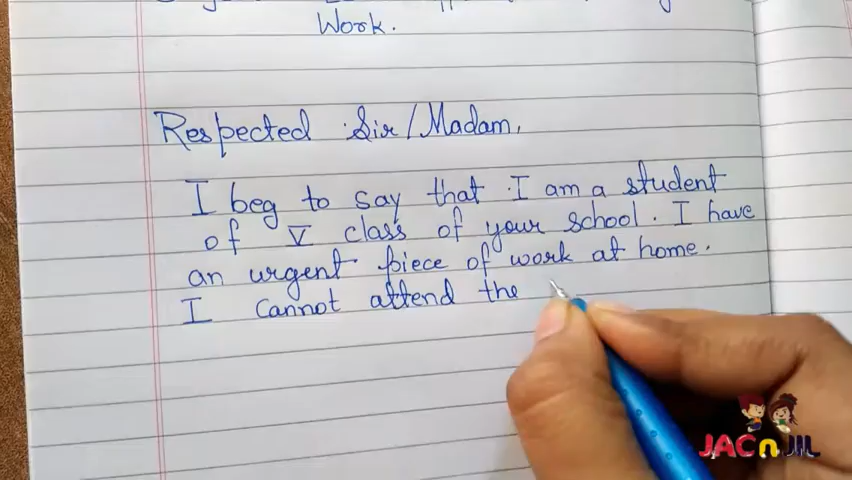 Work.
Respected Sir/Madam,
I beg to say that I am a student
of V class of your school. I have
an urgent piece of work at home.
I cannot attend the
JACnJIL